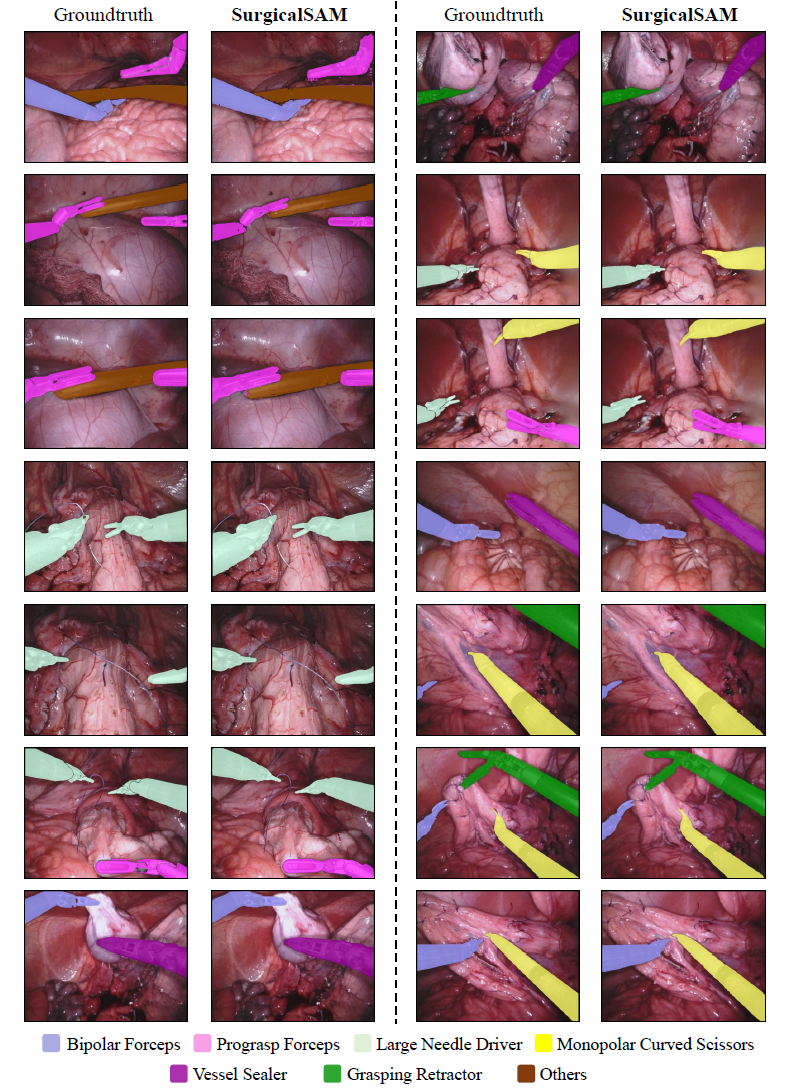 Groundtruth SurgicalSAM Groundtruth SurgicalSAM
Bipolar Forceps Prograsp Forceps Large Needle Driver Monopolar Curved Scissors
Vessel Sealer Grasping Retractor Others